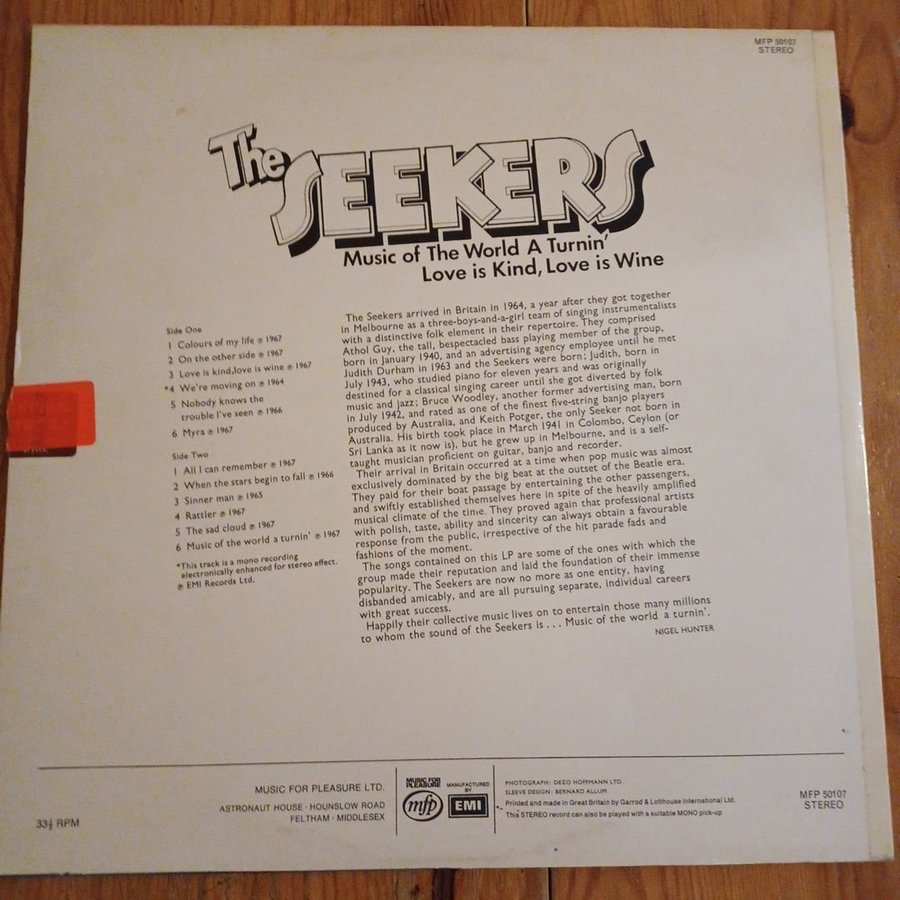 MFP 50107
STEREO
The SEEKERS
Music of The World A Turnin'
Love is Kind, Love is Wine
Side One
1 Colours of my life ℗ 1967
2 On the other side ℗ 1967
3 Love is kind,love is wine ℗ 1967
*4 We're moving on ℗ 1964
5 Nobody knows the
trouble I've seen ℗ 1966
6 Myra ℗ 1967
Side Two
1 All I can remember ℗ 1967
2 When the stars begin to fall ℗ 1966
3 Sinner man ℗ 1965
4 Rattler ℗ 1967
5 The sad cloud ℗ 1967
6 Music of the world a turnin' ℗ 1967
*This track is a mono recording
electronically enhanced for stereo effect.
℗ EMI Records Ltd.
The Seekers arrived in Britain in 1964, a year after they got together
in Melbourne as a three-boys-and-a-girl team of singing instrumentalists
with a distinctive folk element in their repertoire. They comprised
Athol Guy, the tall, bespectacled bass playing member of the group,
born in January 1940, and an advertising agency employee until he met
Judith Durham in 1963 and the Seekers were born; Judith, born in
July 1943, who studied piano for eleven years and was originally
destined for a classical singing career until she got diverted by folk
music and jazz; Bruce Woodley, another former advertising man, born
in July 1942, and rated as one of the finest five-string banjo players
produced by Australia, and Keith Potger, the only Seeker not born in
Australia. His birth took place in March 1941 in Colombo, Ceylon (or
Sri Lanka as it now is), but he grew up in Melbourne, and is a self-
taught musician proficient on guitar, banjo and recorder.
Their arrival in Britain occurred at a time when pop music was almost
exclusively dominated by the big beat at the outset of the Beatle era.
They paid for their boat passage by entertaining the other passengers,
and swiftly established themselves here in spite of the heavily amplified
musical climate of the time. They proved again that professional artists
with polish, taste, ability and sincerity can always obtain a favourable
response from the public, irrespective of the hit parade fads and
fashions of the moment.
The songs contained on this LP are some of the ones with which the
group made their reputation and laid the foundation of their immense
popularity. The Seekers are now no more as one entity, having
disbanded amicably, and are all pursuing separate, individual careers
with great success.
Happily their collective music lives on to entertain those many millions
to whom the sound of the Seekers is . . . Music of the world a turnin'.
NIGEL HUNTER
33⅓ RPM
MUSIC FOR PLEASURE LTD.
ASTRONAUT HOUSE · HOUNSLOW ROAD
FELTHAM · MIDDLESEX
MUSIC FOR
PLEASURE
mfp
MANUFACTURED
BY
EMI
PHOTOGRAPH: DEZO HOFFMANN LTD.
SLEEVE DESIGN: BERNARD ALLUM
Printed and made in Great Britain by Garrod & Lofthouse International Ltd.
This STEREO record can also be played with a suitable MONO pick-up
MFP 50107
STEREO